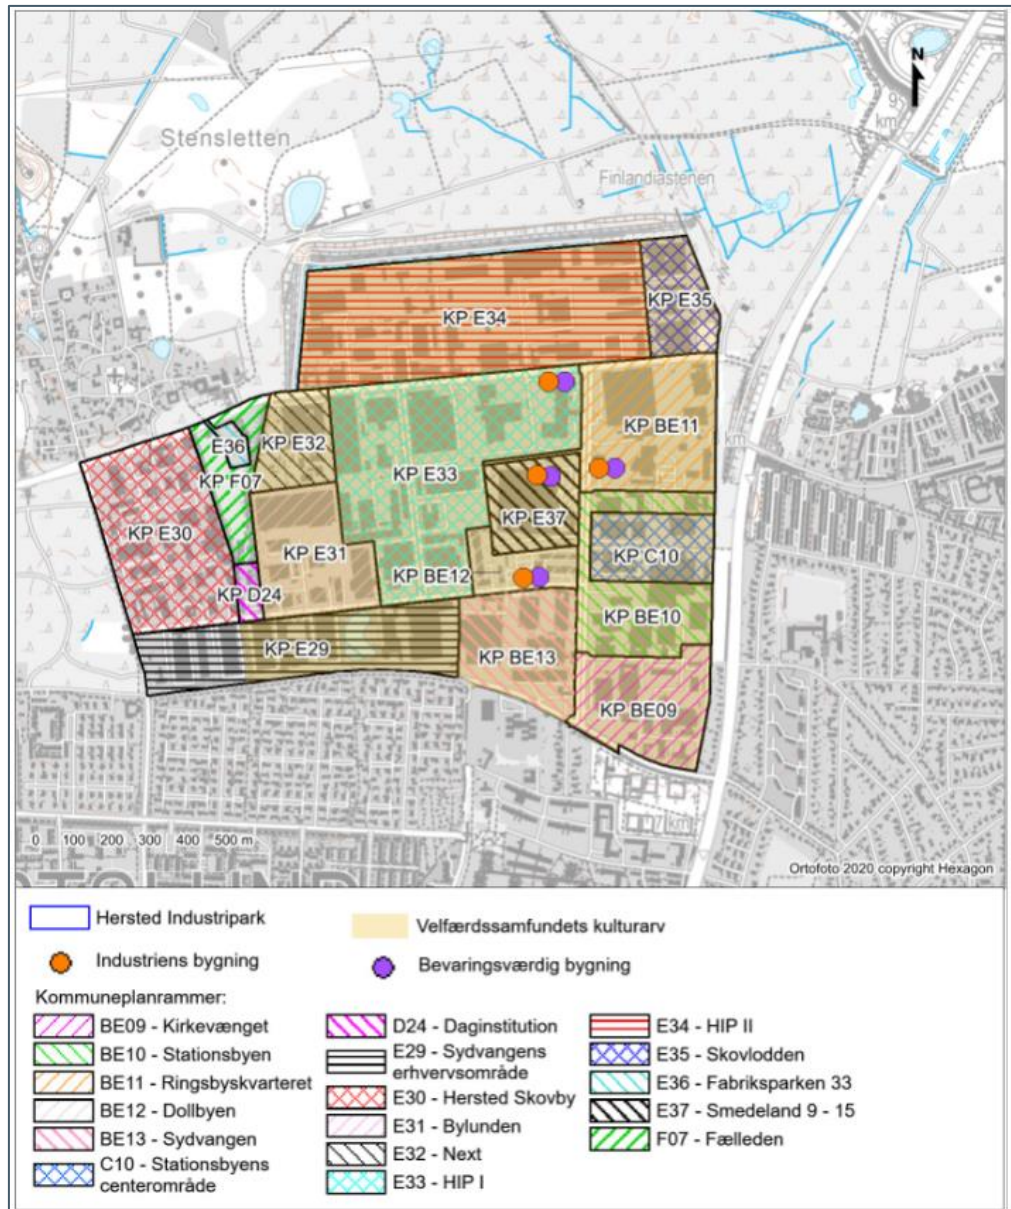 N
9
km
Stensletten
Finlandiastenen
KP E35
KP E34
KP BE11
E36
KP E32
km
KP E33
KP F07
KP E37
KP E30
KP E31
KP C10
KP BE12
KP D24
KP BE10
KP E29
KP BE13
KP BE09
7 km
0 100 200 300 400 500 m
Ortofoto 2020 copyright Hexagon
Hersted Industripark
Velfærdssamfundets kulturarv
Industriens bygning
Bevaringsværdig bygning
Kommuneplanrammer:
BE09 - Kirkevænget
BE10 - Stationsbyen
BE11 - Ringsbyskvarteret
BE12 - Dollbyen
BE13 - Sydvangen
C10 - Stationsbyens
centerområde
D24 - Daginstitution
E29 - Sydvangens
erhvervsområde
E30 - Hersted Skovby
E31 - Bylunden
E32 - Next
E33 - HIP I
E34 - HIP II
E35 - Skovlodden
E36 - Fabriksparken 33
E37 - Smedeland 9 - 15
F07 - Fælleden